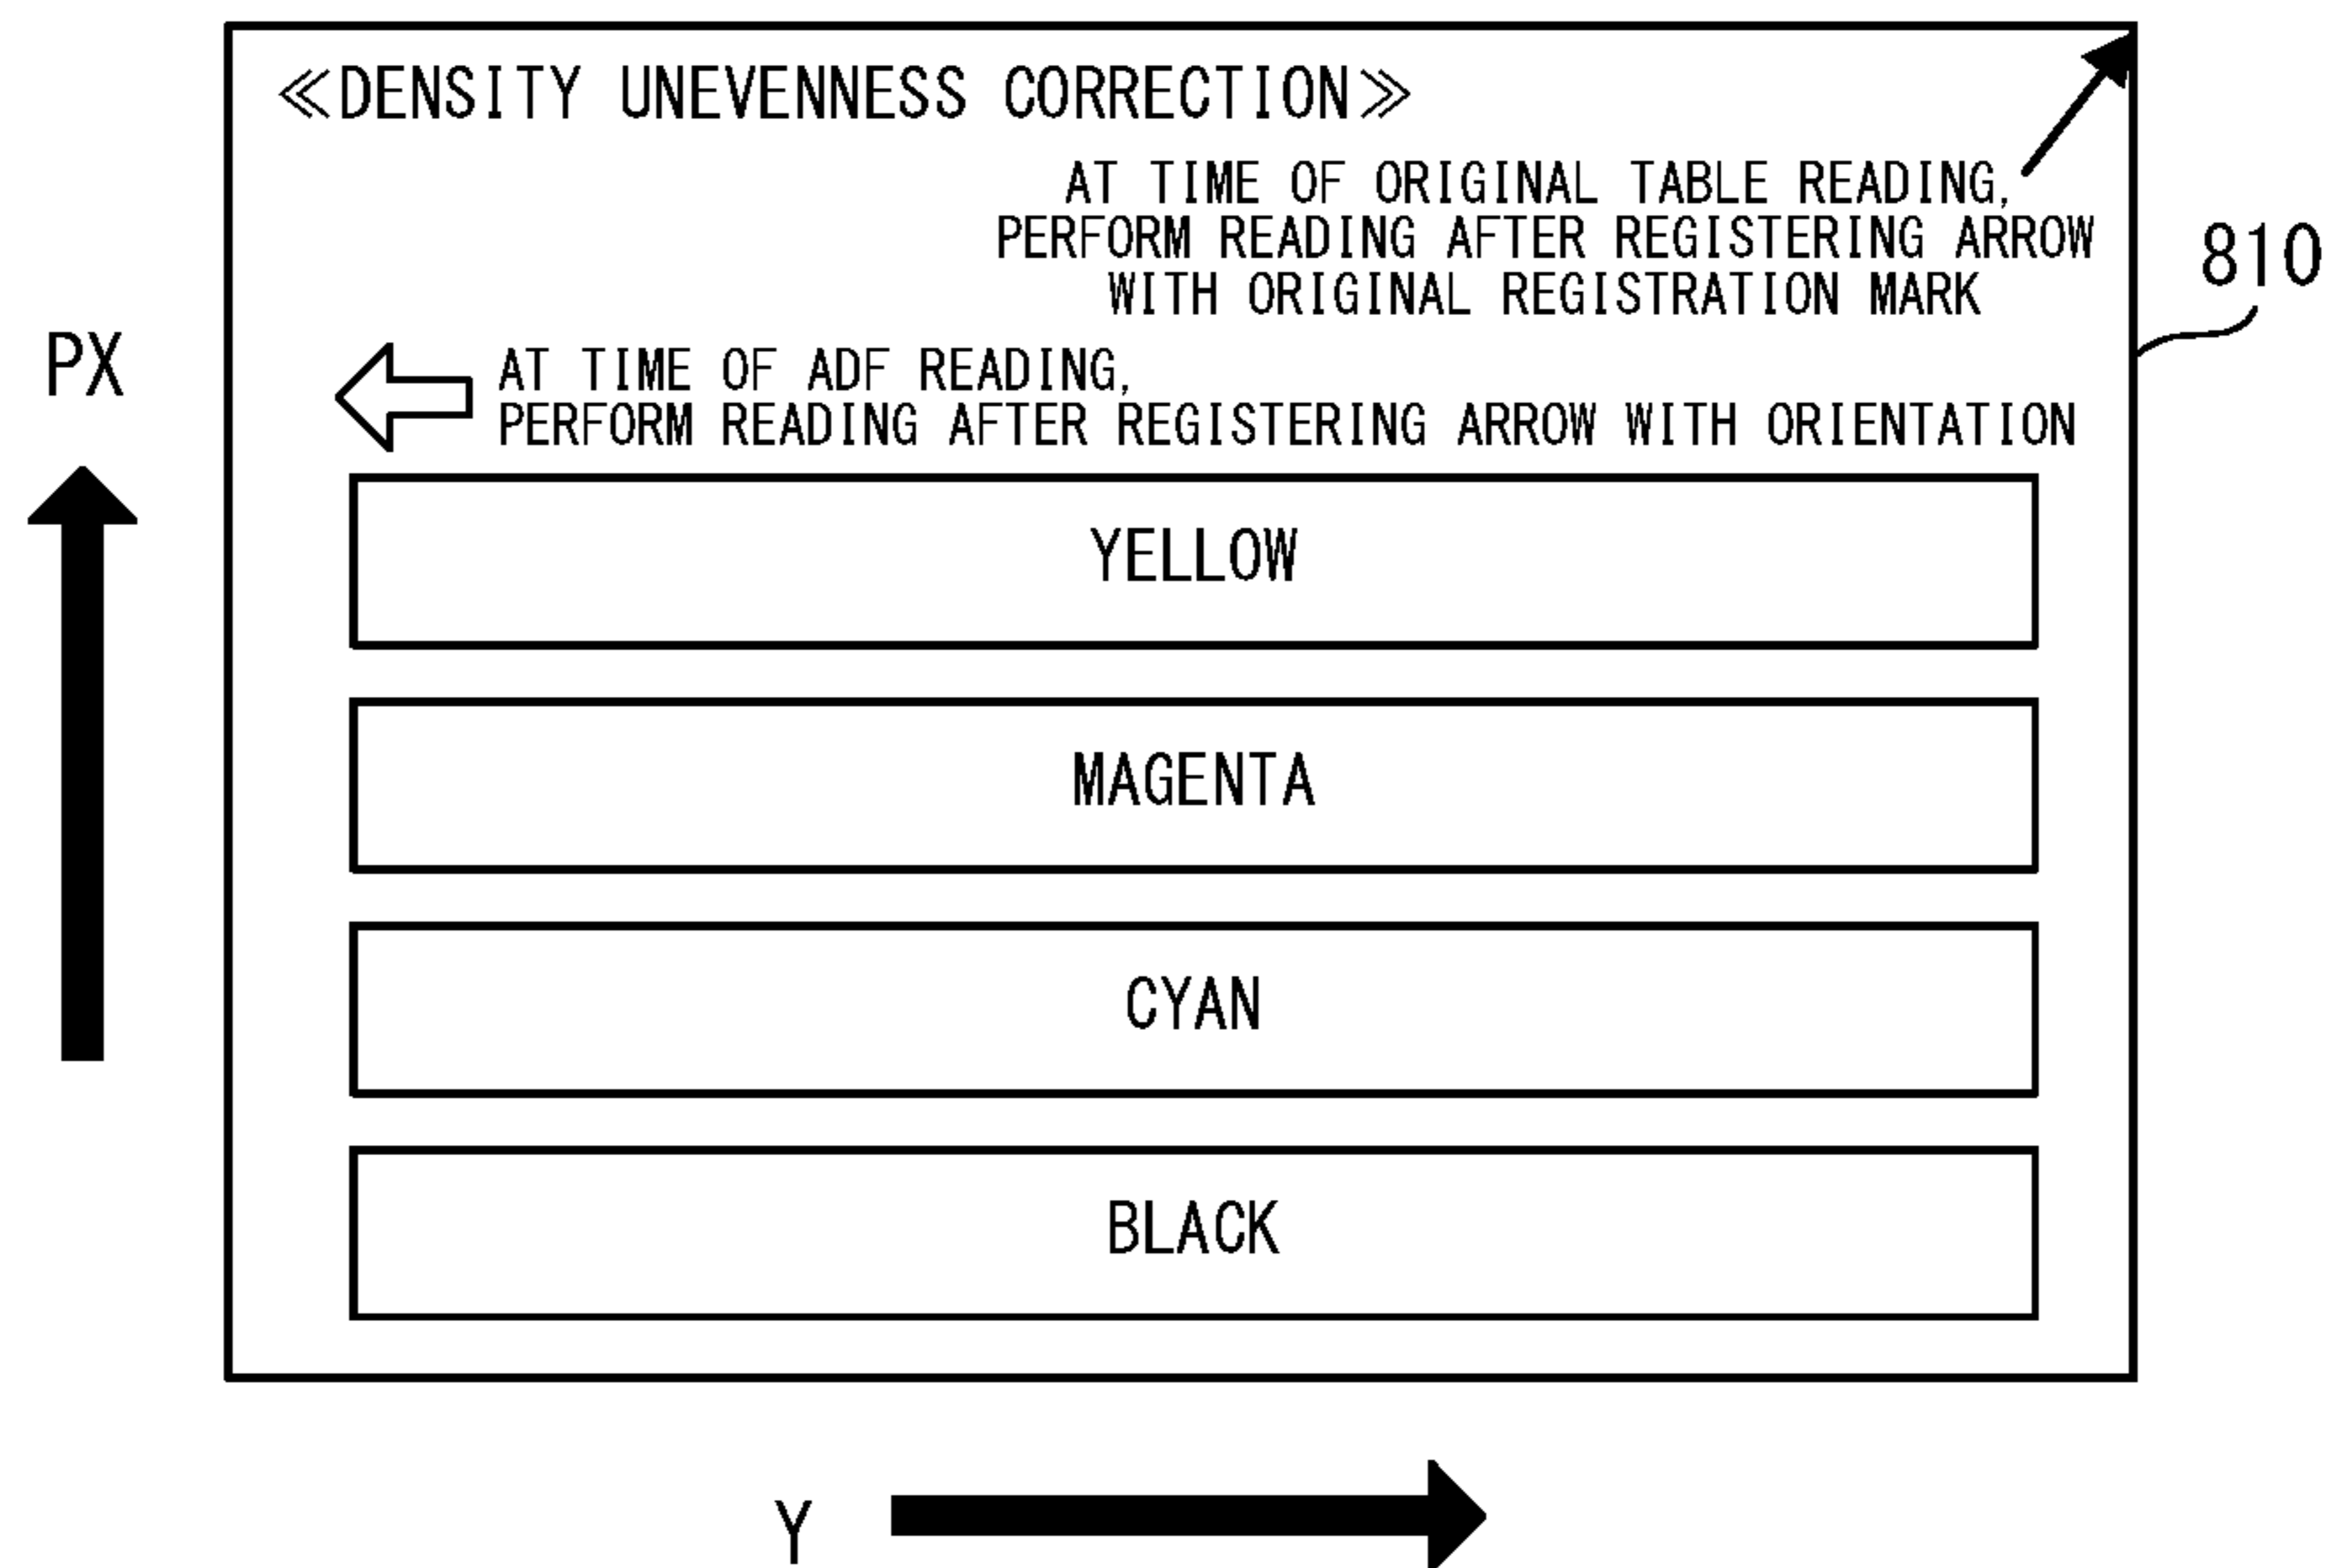 ≪DENSITY UNEVENNESS CORRECTION≫
AT TIME OF ORIGINAL TABLE READING,
PERFORM READING AFTER REGISTERING ARROW
WITH ORIGINAL REGISTRATION MARK
810
PX
AT TIME OF ADF READING,
PERFORM READING AFTER REGISTERING ARROW WITH ORIENTATION
YELLOW
MAGENTA
CYAN
BLACK
Y